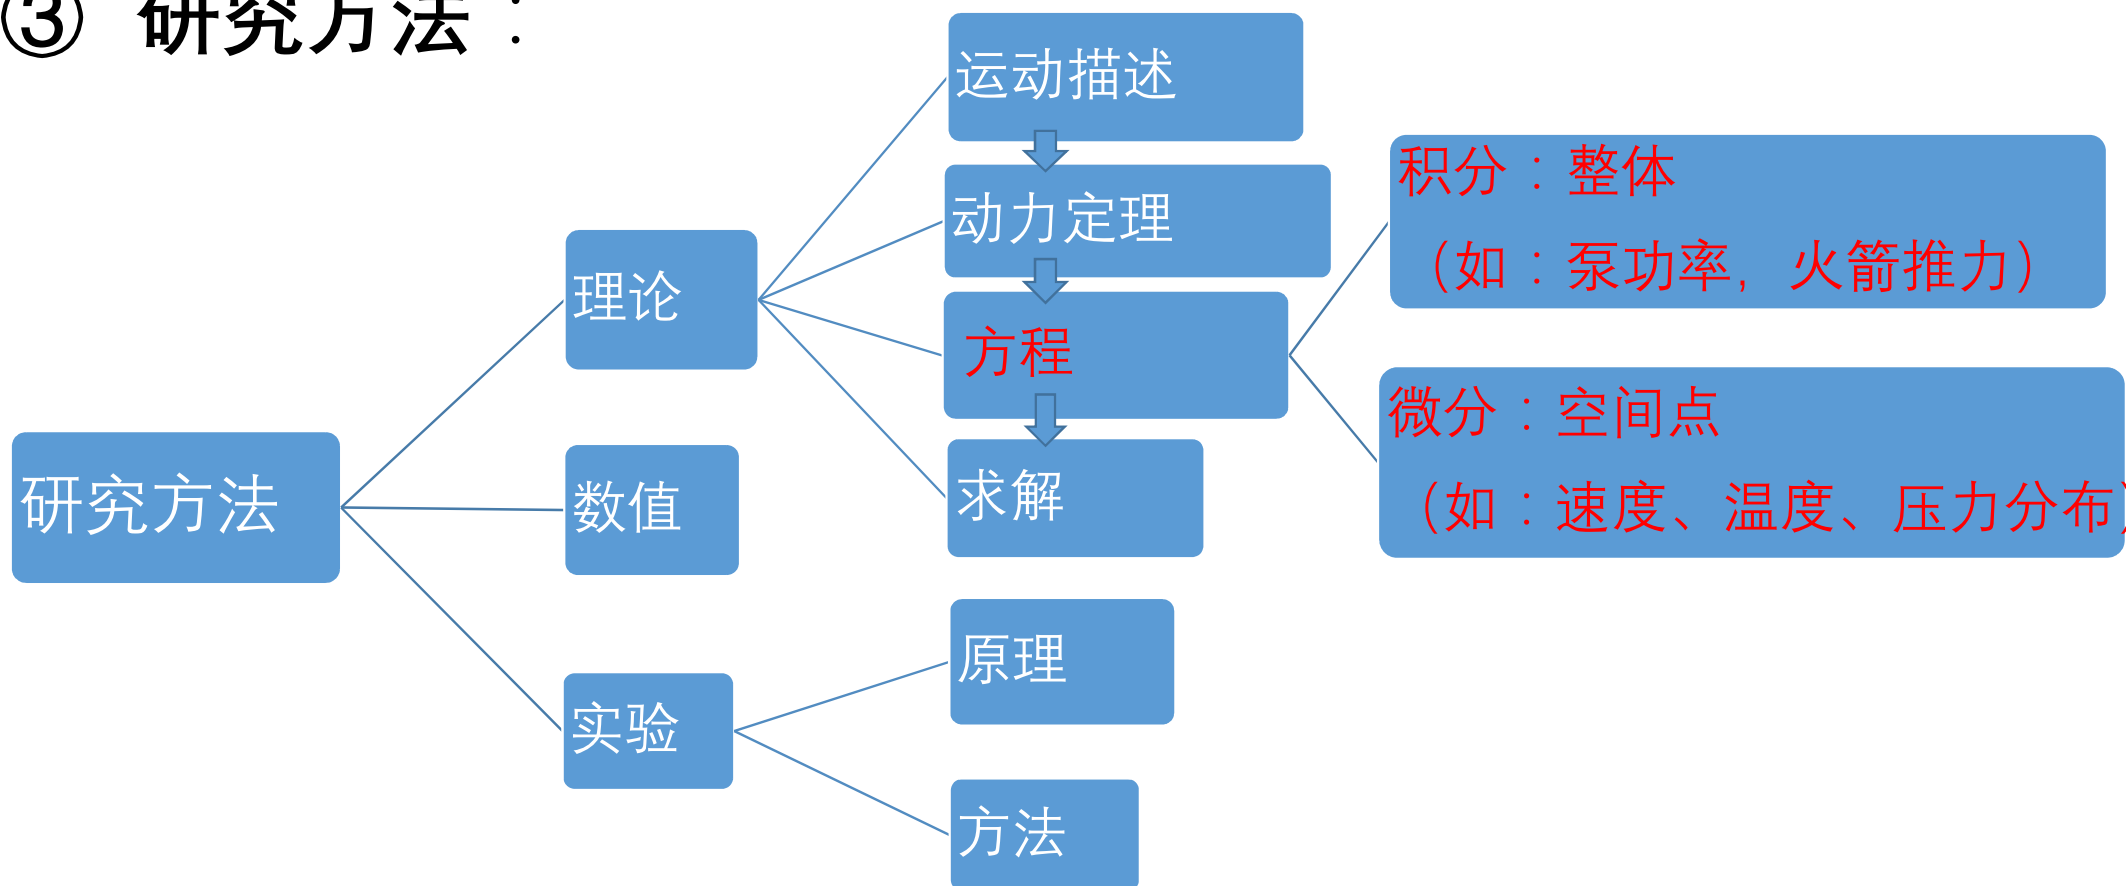 ③ 研究方法：
研究方法
理论
运动描述
动力定理
方程
积分：整体
（如：泵功率，火箭推力）
微分：空间点
（如：速度、温度、压力分布）
求解
数值
实验
原理
方法